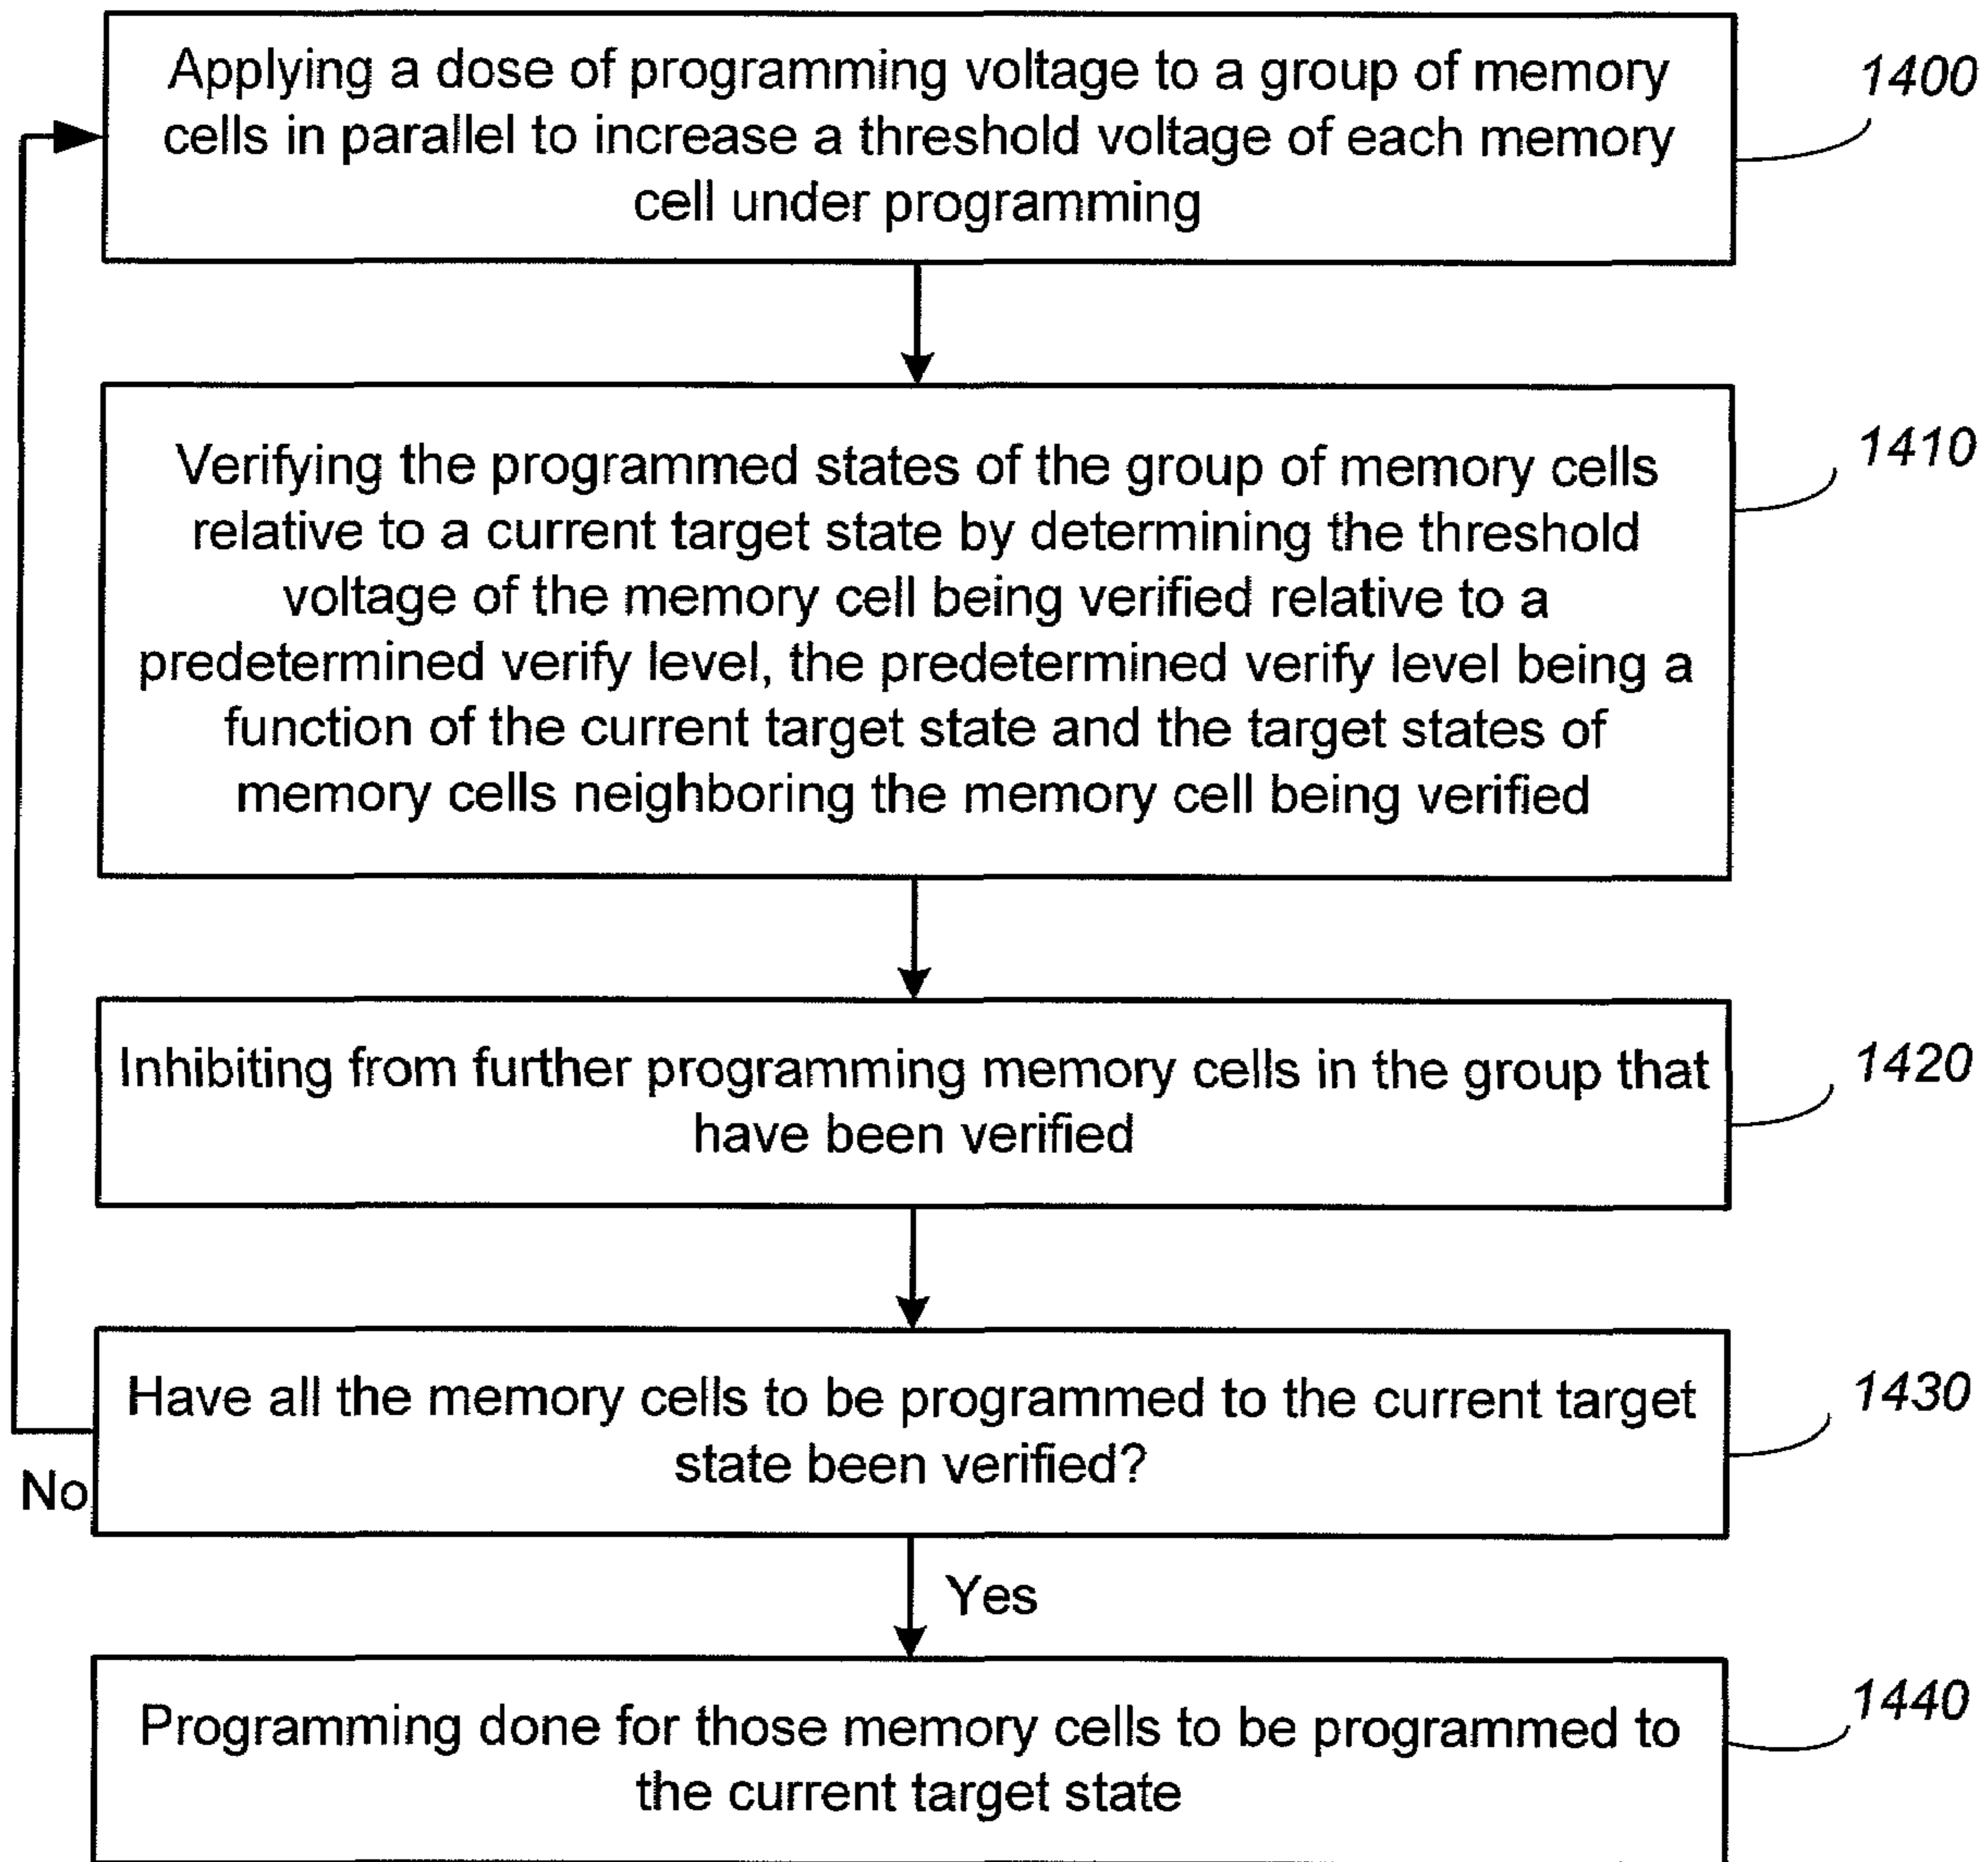 Applying a dose of programming voltage to a group of memory
cells in parallel to increase a threshold voltage of each memory
cell under programming
1400
Verifying the programmed states of the group of memory cells
relative to a current target state by determining the threshold
voltage of the memory cell being verified relative to a
predetermined verify level, the predetermined verify level being a
function of the current target state and the target states of
memory cells neighboring the memory cell being verified
1410
Inhibiting from further programming memory cells in the group that
have been verified
1420
Have all the memory cells to be programmed to the current target
state been verified?
1430
No
Yes
Programming done for those memory cells to be programmed to
the current target state
1440